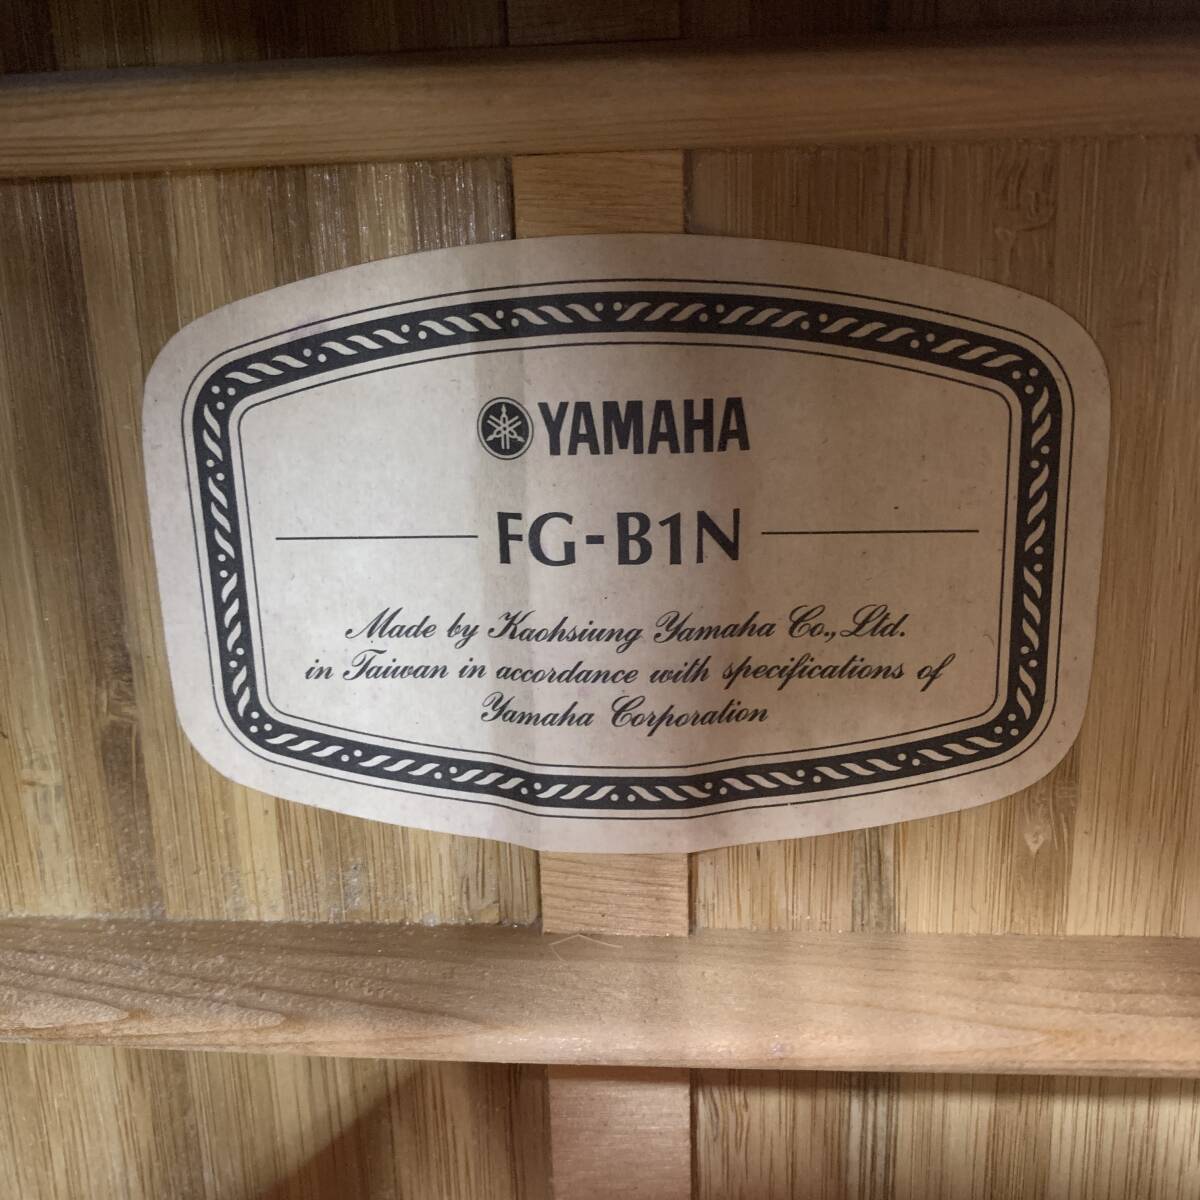 YAMAHA
FG-B1N
Made by Kaohsiung Yamaha Co., Ltd.
in Taiwan in accordance with specifications of
Yamaha Corporation